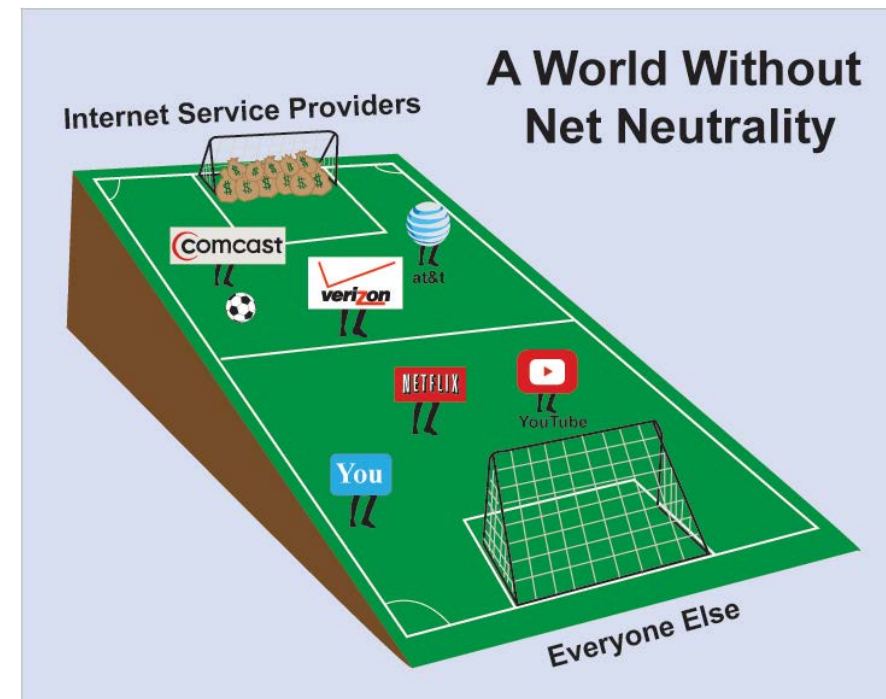 A World Without
Net Neutrality
Internet Service Providers
$ $ $ $ $
$ $ $ $ $ $
comcast
at&t
verizon
NETFLIX
YouTube
You
Everyone Else